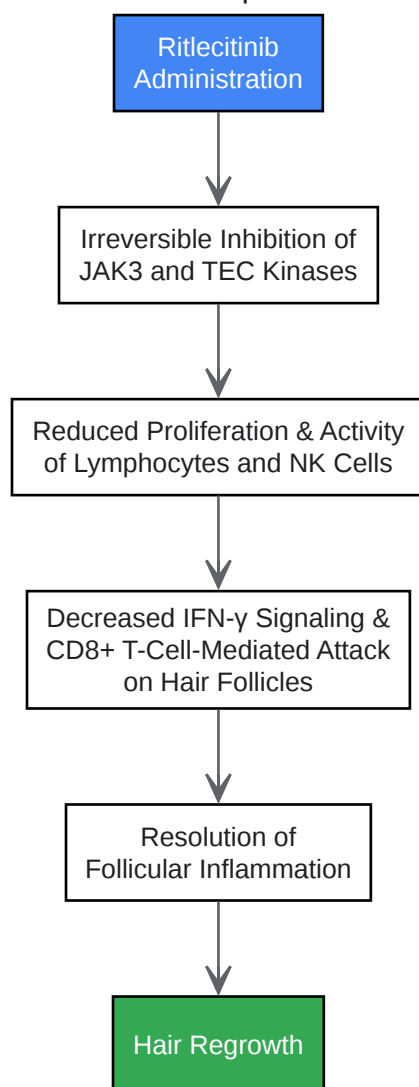 Ritlecitinib
Administration
Irreversible Inhibition of
JAK3 and TEC Kinases
Reduced Proliferation & Activity
of Lymphocytes and NK Cells
Decreased IFN-γ Signaling &
CD8+ T-Cell-Mediated Attack
on Hair Follicles
Resolution of
Follicular Inflammation
Hair Regrowth